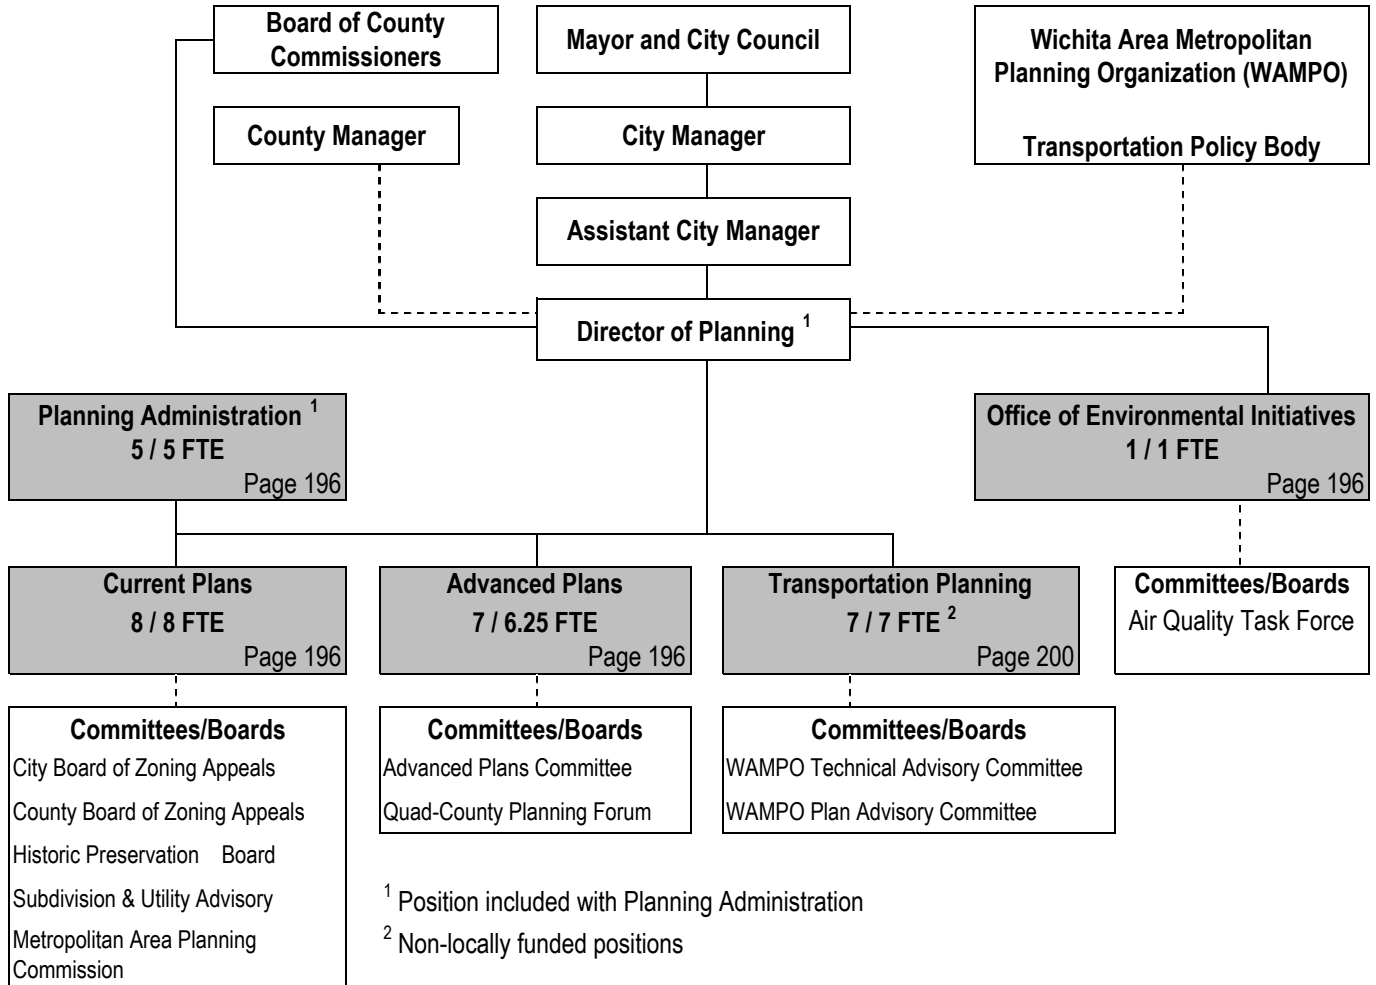 Board of County
Commissioners
Mayor and City Council
Wichita Area Metropolitan
Planning Organization (WAMPO)
Transportation Policy Body
County Manager
City Manager
Assistant City Manager
Director of Planning 1
Planning Administration 1
5 / 5 FTE
Page 196
Office of Environmental Initiatives
1 / 1 FTE
Page 196
Current Plans
8 / 8 FTE
Page 196
Advanced Plans
7 / 6.25 FTE
Page 196
Transportation Planning
7 / 7 FTE 2
Page 200
Committees/Boards
Air Quality Task Force
Committees/Boards
City Board of Zoning Appeals
County Board of Zoning Appeals
Historic Preservation Board
Subdivision & Utility Advisory
Metropolitan Area Planning
Commission
Committees/Boards
Advanced Plans Committee
Quad-County Planning Forum
Committees/Boards
WAMPO Technical Advisory Committee
WAMPO Plan Advisory Committee
1 Position included with Planning Administration
2 Non-locally funded positions